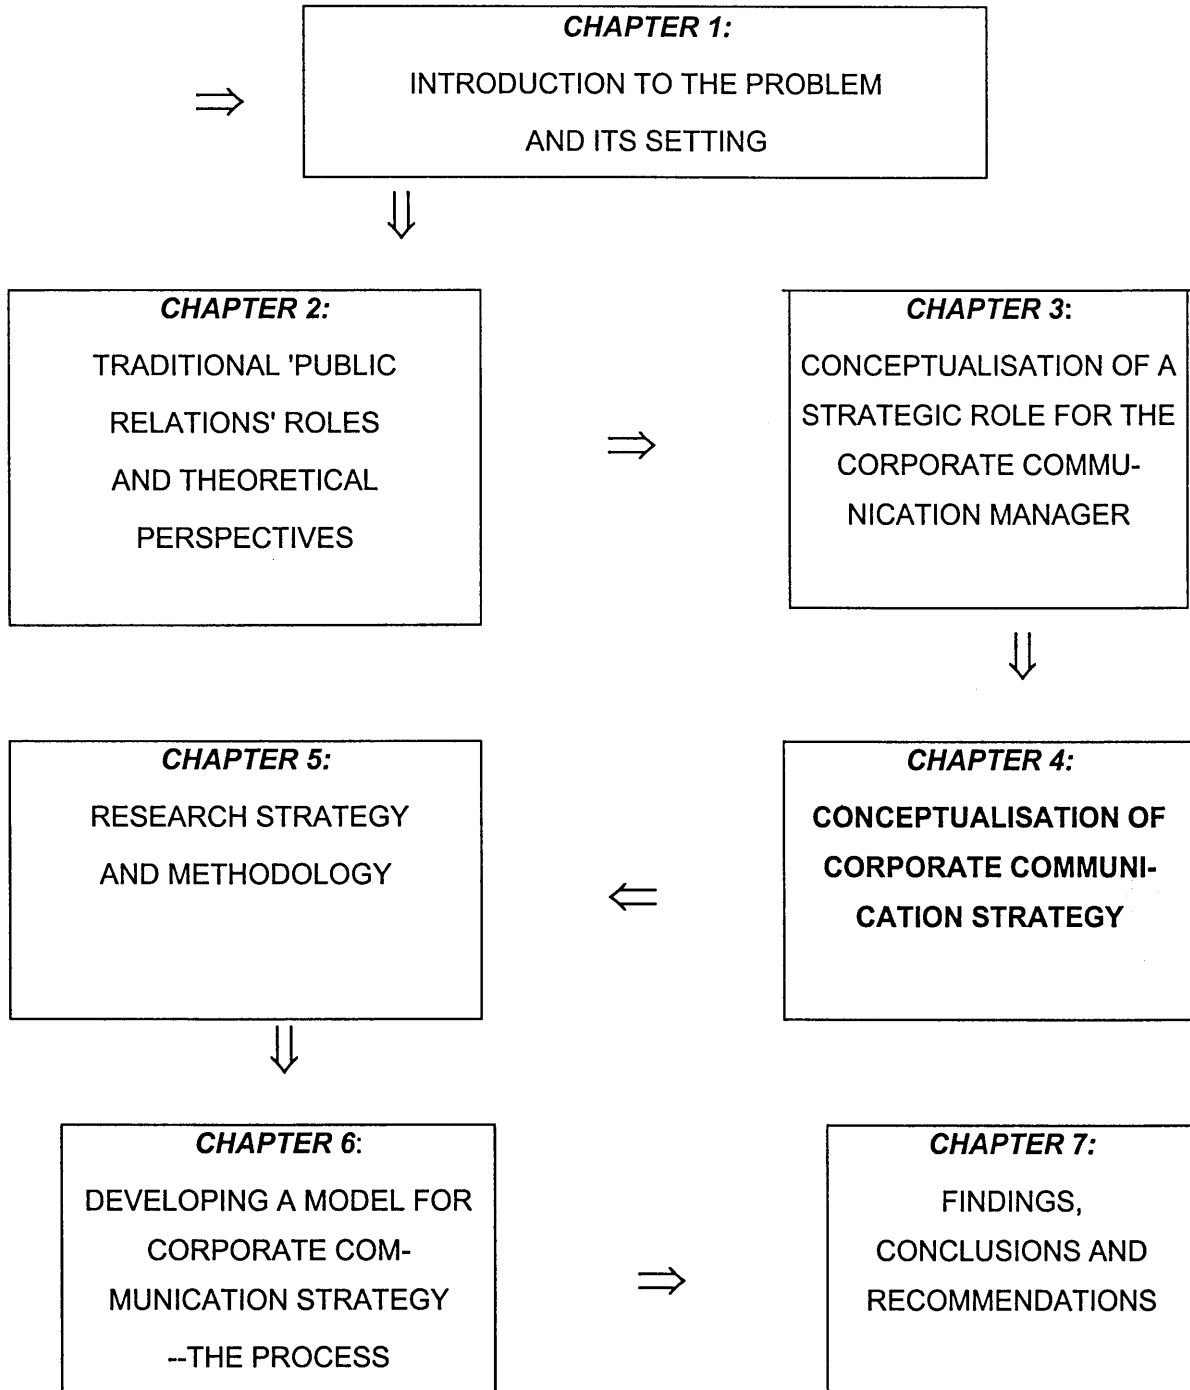 CHAPTER 1:
INTRODUCTION TO THE PROBLEM
AND ITS SETTING
CHAPTER 2:
TRADITIONAL 'PUBLIC
RELATIONS' ROLES
AND THEORETICAL
PERSPECTIVES
CHAPTER 3:
CONCEPTUALISATION OF A
STRATEGIC ROLE FOR THE
CORPORATE COMMU-
NICATION MANAGER
CHAPTER 4:
CONCEPTUALISATION OF
CORPORATE COMMUNI-
CATION STRATEGY
CHAPTER 5:
RESEARCH STRATEGY
AND METHODOLOGY
CHAPTER 6:
DEVELOPING A MODEL FOR
CORPORATE COM-
MUNICATION STRATEGY
--THE PROCESS
CHAPTER 7:
FINDINGS,
CONCLUSIONS AND
RECOMMENDATIONS